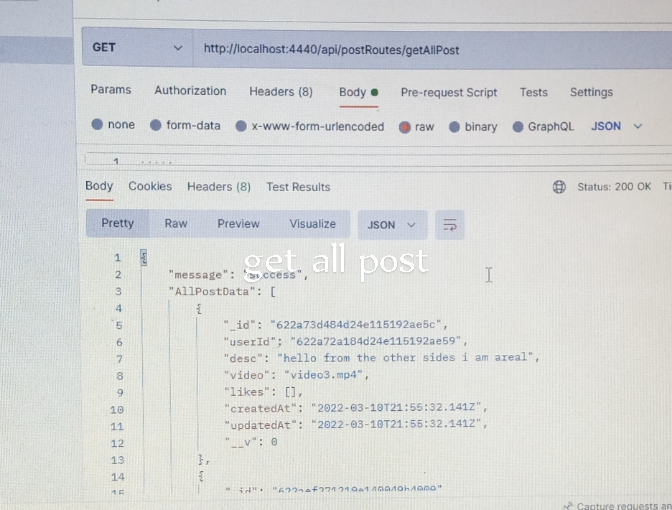 GET http://localhost:4440/api/postRoutes/getAllPost
Params Authorization Headers (8) Body Pre-request Script Tests Settings
none form-data x-www-form-urlencoded raw binary GraphQL JSON
1
Body Cookies Headers (8) Test Results Status: 200 OK
Pretty Raw Preview Visualize JSON
get all post
1 {
2 "message": "success",
3 "AllPostData": [
4 {
5 "_id": "622a73d484d24e115192ae5c",
6 "userId": "622a72a184d24e115192ae59",
7 "desc": "hello from the other sides i am areal",
8 "video": "video3.mp4",
9 "likes": [],
10 "createdAt": "2022-03-10T21:55:32.141Z",
11 "updatedAt": "2022-03-10T21:55:32.141Z",
12 "__v": 0
13 },
14 {
15 "_id":
Capture requests